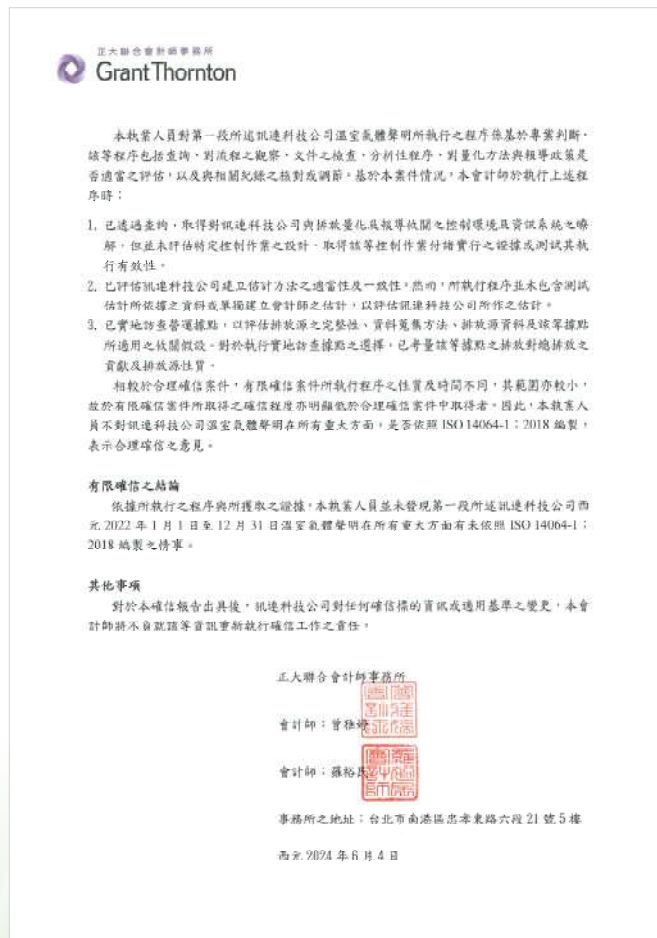 正大聯合會計師事務所
Grant Thornton
本執業人員對第一段所述訊連科技公司溫室氣體聲明所執行之程序係基於專業判斷，
該等程序包括查詢、對流程之觀察、文件之檢查、分析性程序、對量化方法與報導政策是
否適當之評估，以及與相關紀錄之核對或調節。基於本案件情況，本會計師於執行上述程
序時：
1. 已透過查詢，取得對訊連科技公司與排放量化及報導攸關之控制環境及資訊系統之瞭
解，但並未評估特定控制作業之設計、取得該等控制作業付諸實行之證據或測試其執
行有效性。
2. 已評估訊連科技公司建立估計方法之適當性及一致性。然而，所執行程序並未包含測試
估計所依據之資料或單獨建立會計師之估計，以評估訊連科技公司所作之估計。
3. 已實地訪查營運據點，以評估排放源之完整性、資料蒐集方法、排放源資料及該等據點
所適用之攸關假設。對於執行實地訪查據點之選擇，已考量該等據點之排放對總排放之
貢獻及排放源性質。
相較於合理確信案件，有限確信案件所執行程序之性質及時間不同，其範圍亦較小，
故於有限確信案件所取得之確信程度亦明顯低於合理確信案件中取得者。因此，本執業人
員不對訊連科技公司溫室氣體聲明在所有重大方面，是否依照 ISO 14064-1：2018 編製，
表示合理確信之意見。
有限確信之結論
依據所執行之程序與所獲取之證據，本執業人員並未發現第一段所述訊連科技公司西
元 2022 年 1 月 1 日至 12 月 31 日溫室氣體聲明在所有重大方面有未依照 ISO 14064-1：
2018 編製之情事。
其他事項
對於本確信報告出具後，訊連科技公司對任何確信標的資訊或適用基準之變更，本會
計師將不負就該等資訊重新執行確信工作之責任。
正大聯合會計師事務所
會計師：曾雅婷
會計師：羅裕民
事務所之地址：台北市南港區忠孝東路六段 21 號 5 樓
西元 2024 年 6 月 4 日